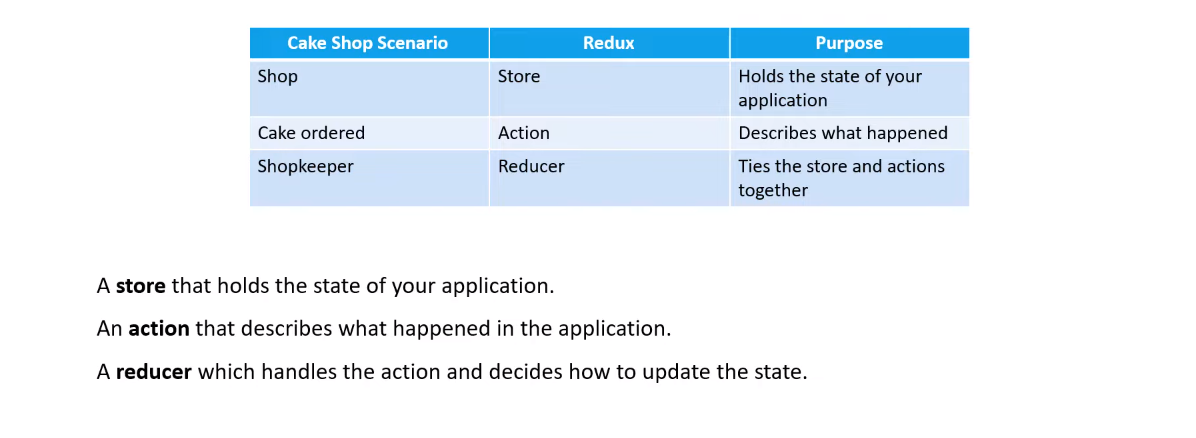 Cake Shop Scenario Redux Purpose
Shop Store Holds the state of your
application
Cake ordered Action Describes what happened
Shopkeeper Reducer Ties the store and actions
together
A store that holds the state of your application.
An action that describes what happened in the application.
A reducer which handles the action and decides how to update the state.